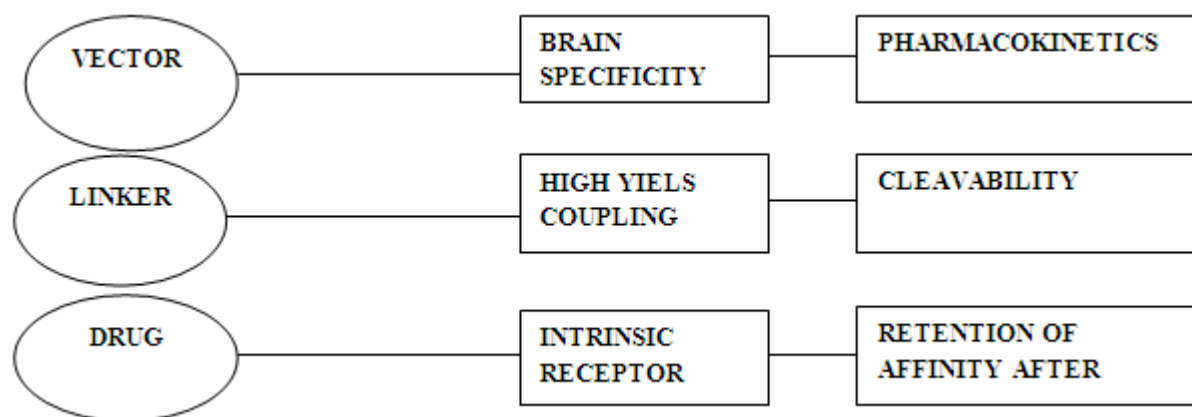 VECTOR
BRAIN
SPECIFICITY
PHARMACOKINETICS
LINKER
HIGH YIELS
COUPLING
CLEAVABILITY
DRUG
INTRINSIC
RECEPTOR
RETENTION OF
AFFINITY AFTER